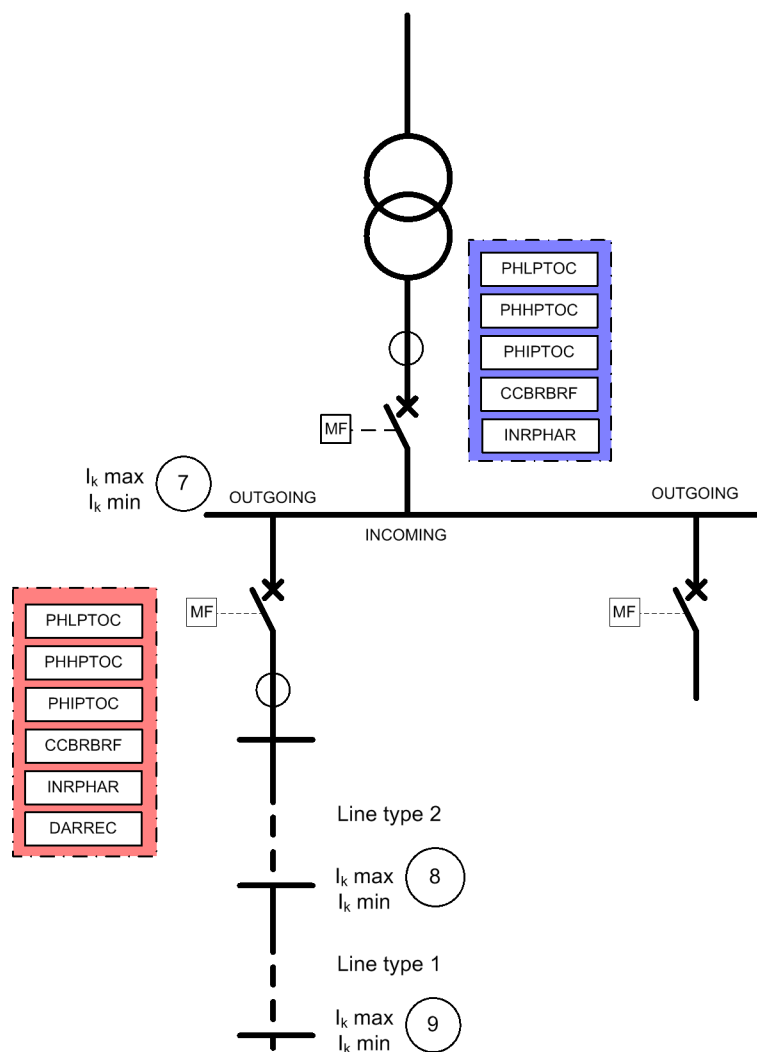 PHLPTOC
PHHPTOC
PHIPTOC
CCBRBRF
INRPHAR
MF
Iₖ max
Iₖ min
7
OUTGOING
INCOMING
OUTGOING
MF
MF
PHLPTOC
PHHPTOC
PHIPTOC
CCBRBRF
INRPHAR
DARREC
Line type 2
Iₖ max
Iₖ min
8
Line type 1
Iₖ max
Iₖ min
9